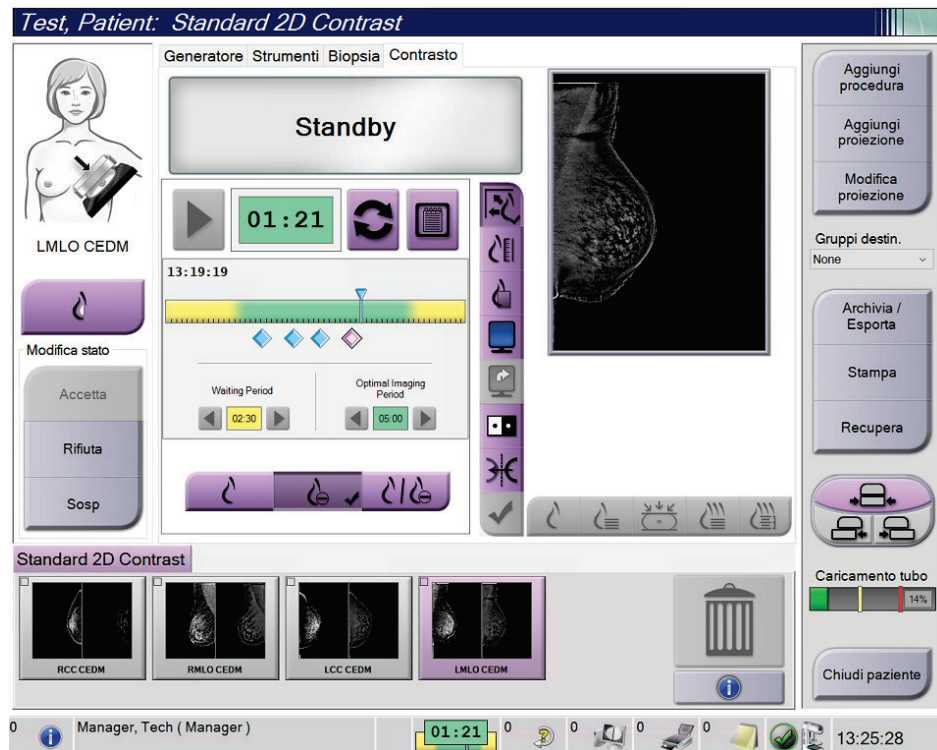 Test, Patient: Standard 2D Contrast
Generatore Strumenti Biopsia Contrasto
Standby
LMLO CEDM
01:21
13:19:19
Waiting Period
Optimal Imaging
Period
02:30
05:00
Modifica stato
Accetta
Rifiuta
Sosp
Aggiungi
procedura
Aggiungi
proiezione
Modifica
proiezione
Gruppi destin.
None
Archivia /
Esporta
Stampa
Recupera
Caricamento tubo
14%
Chiudi paziente
Standard 2D Contrast
RCC CEDM
RMLO CEDM
LCC CEDM
LMLO CEDM
0
Manager, Tech ( Manager )
01:21
0
0
0
0
13:25:28